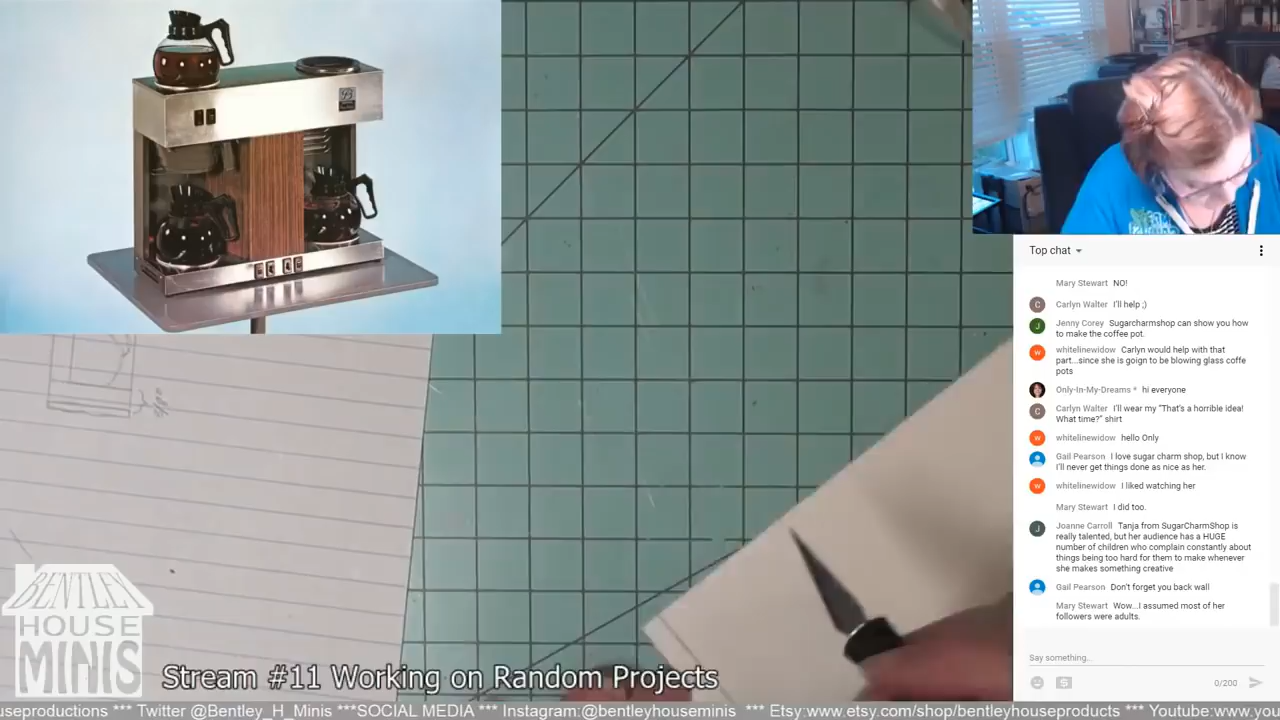 Top chat
Mary Stewart NO!
C Carlyn Walter I'll help ;)
J Jenny Corey Sugarcharmshop can show you how
to make the coffee pot.
w whitelinewidow Carlyn would help with that
part...since she is goign to be blowing glass coffe
pots
Only-In-My-Dreams * hi everyone
C Carlyn Walter I'll wear my "That's a horrible idea!
What time?" shirt
w whitelinewidow hello Only
Gail Pearson I love sugar charm shop, but I know
I'll never get things done as nice as her.
w whitelinewidow I liked watching her
Mary Stewart I did too.
J Joanne Carroll Tanja from SugarCharmShop is
really talented, but her audience has a HUGE
number of children who complain constantly about
things being too hard for them to make whenever
she makes something creative
Gail Pearson Don't forget you back wall
Mary Stewart Wow...I assumed most of her
followers were adults.
Say something...
0/200
BENTLEY
HOUSE
MINIS
Stream #11 Working on Random Projects
useproductions *** Twitter @Bentley_H_Minis ***SOCIAL MEDIA *** Instagram:@bentleyhouseminis *** Etsy:www.etsy.com/shop/bentleyhouseproducts *** Youtube:www.you